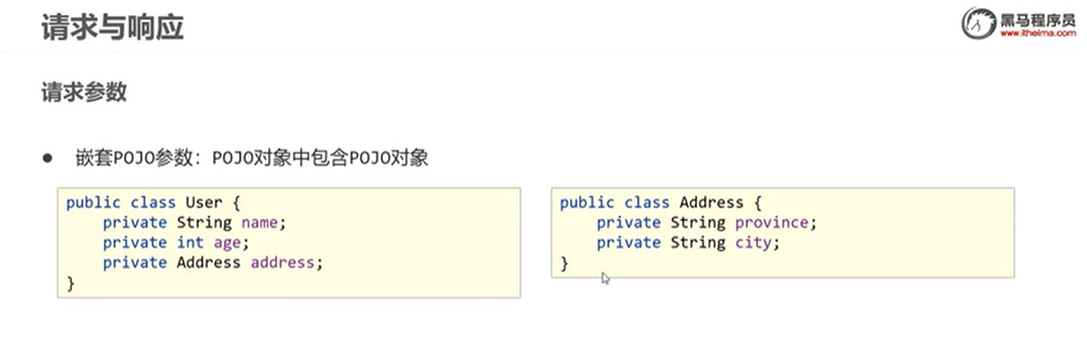 请求与响应
黑马程序员
www.itheima.com
请求参数
● 嵌套POJO参数：POJO对象中包含POJO对象
public class User {
    private String name;
    private int age;
    private Address address;
}
public class Address {
    private String province;
    private String city;
}